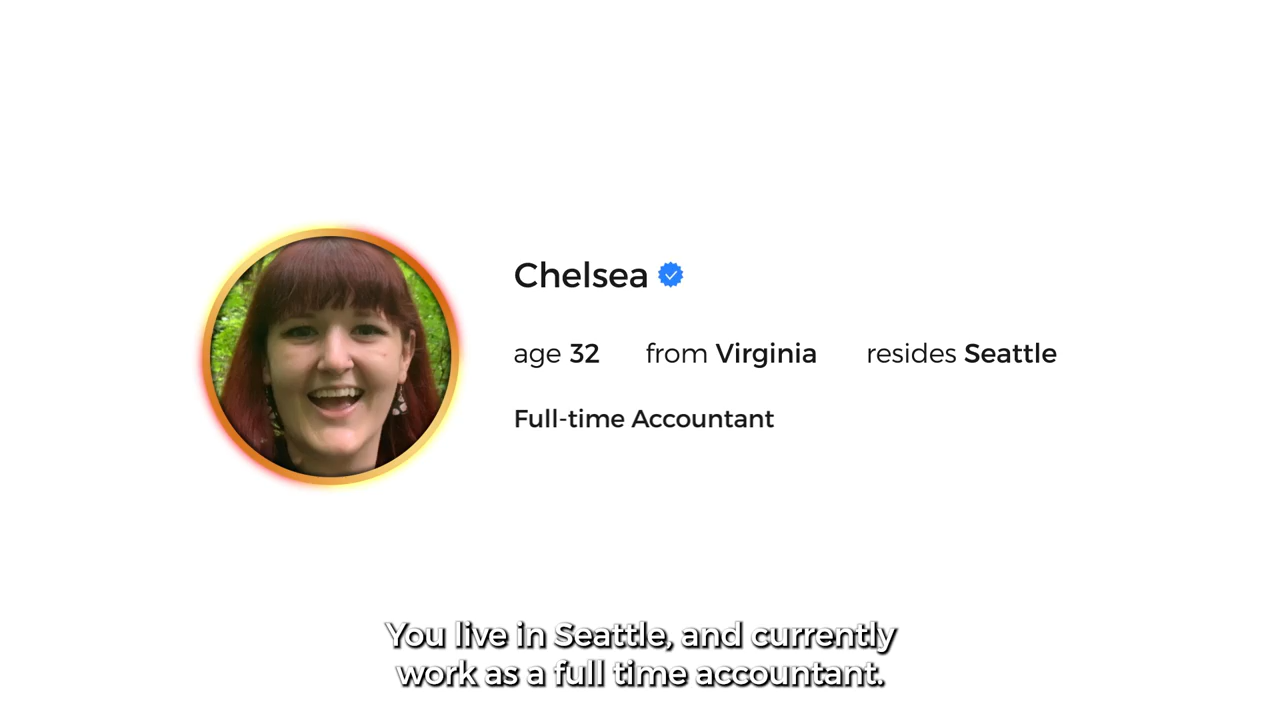 Chelsea
age 32 from Virginia resides Seattle
Full-time Accountant
You live in Seattle, and currently
work as a full time accountant.